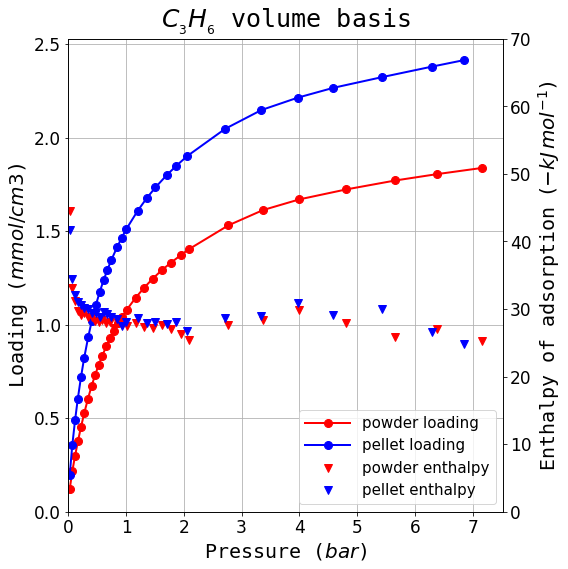 C₃H₆ volume basis
Loading (mmol/cm3)
2.5
2.0
1.5
1.0
0.5
0.0
70
60
50
40
30
20
10
0
Enthalpy of adsorption (−kJmol⁻¹)
powder loading
pellet loading
powder enthalpy
pellet enthalpy
0 1 2 3 4 5 6 7
Pressure (bar)